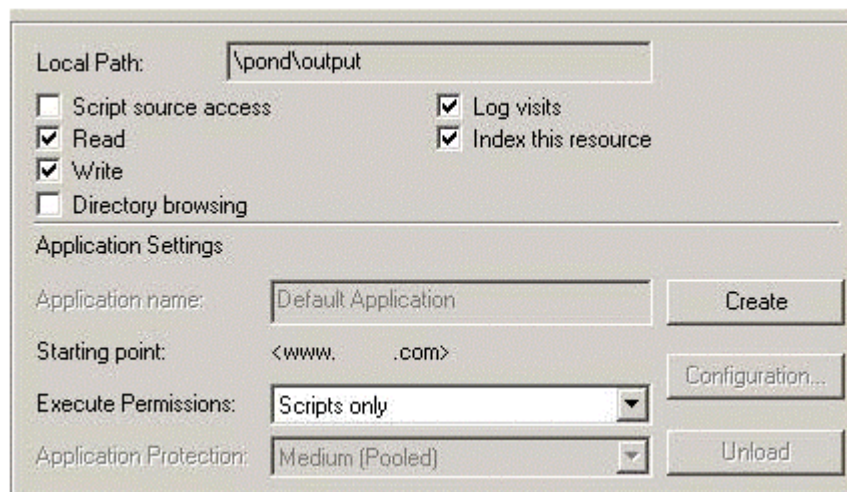 Local Path: \pond\output
Script source access Log visits
Read Index this resource
Write
Directory browsing
Application Settings
Application name: Default Application Create
Starting point: <www. .com>
Configuration...
Execute Permissions: Scripts only
Application Protection: Medium (Pooled) Unload